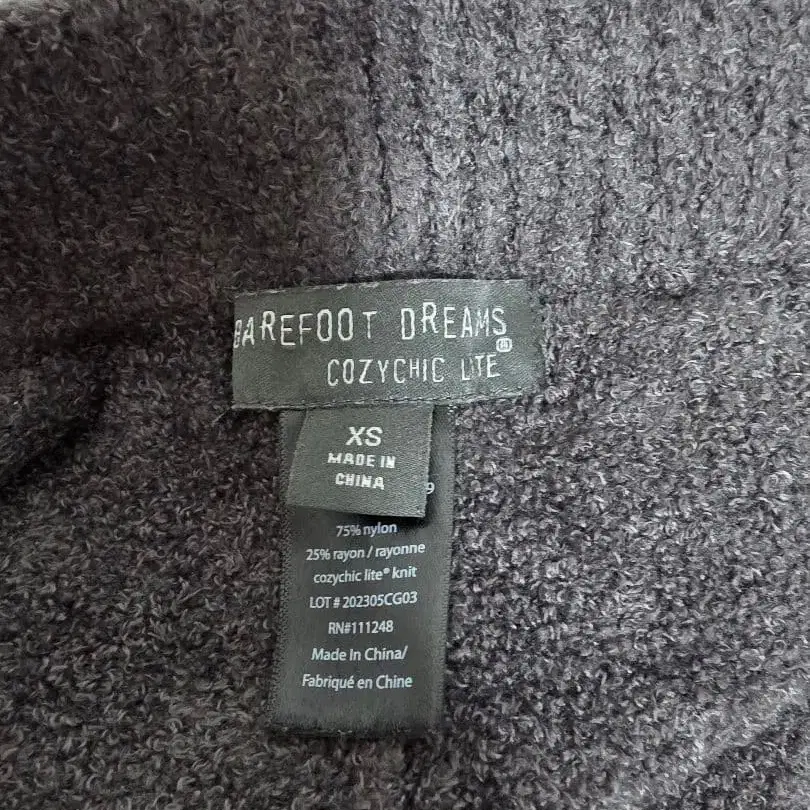 BAREFOOT DREAMS®
COZYCHIC LITE
XS
MADE IN
CHINA
9
75% nylon
25% rayon / rayonne
cozychic lite® knit
LOT # 202305CG03
RN#111248
Made In China/
Fabriqué en Chine